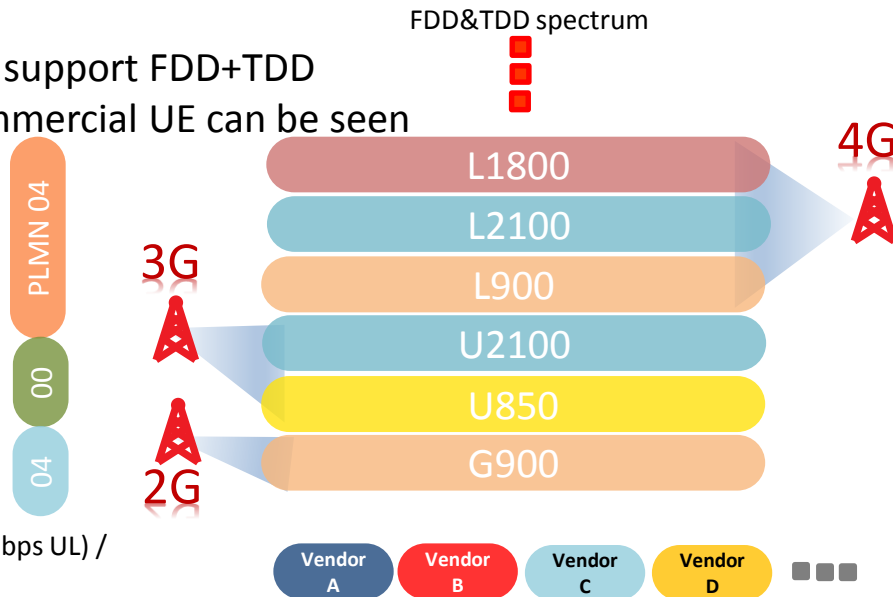 FDD&TDD spectrum
support FDD+TDD
mmercial UE can be seen
4G
L1800
PLMN 04
L2100
3G
L900
U2100
00
U850
04
G900
2G
bps UL) /
Vendor
A
Vendor
B
Vendor
C
Vendor
D